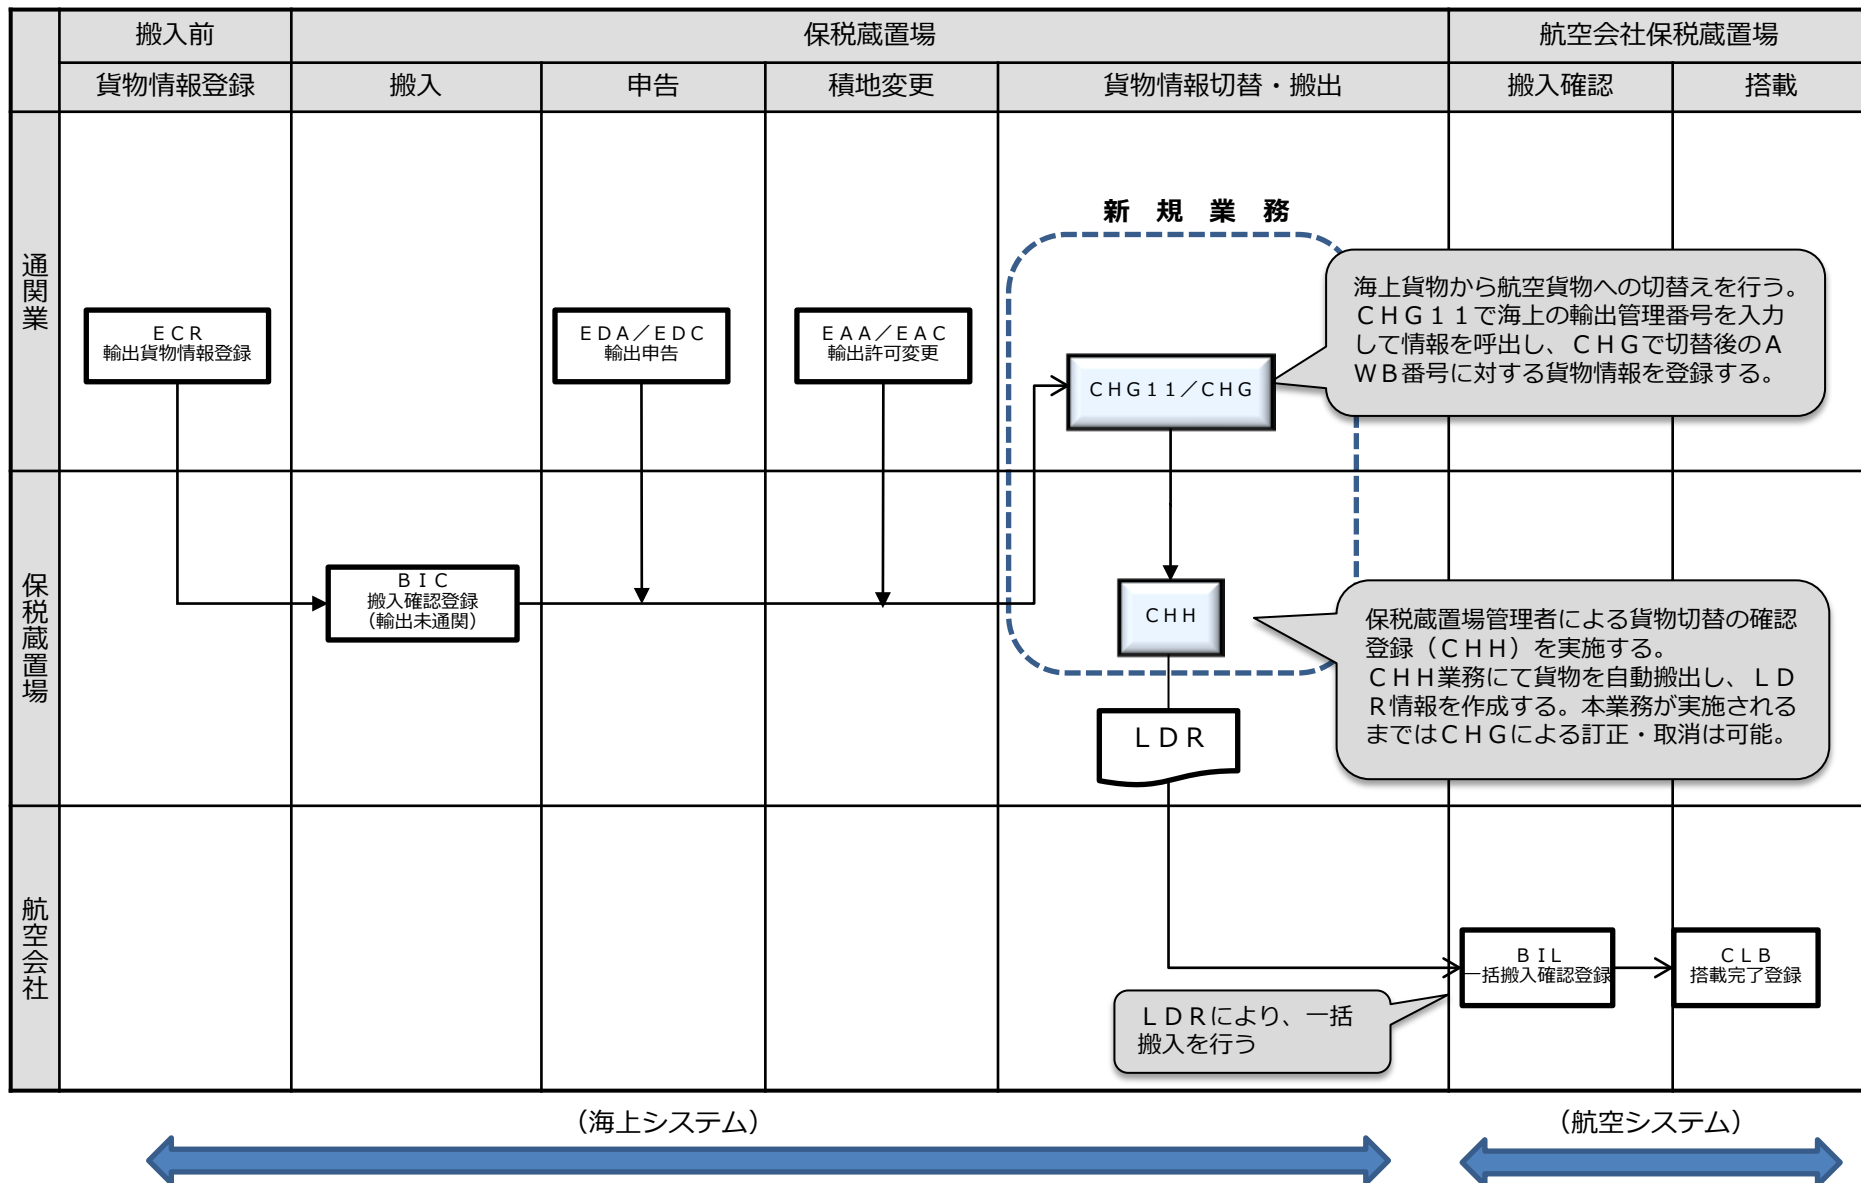 搬入前
保税蔵置場
航空会社保税蔵置場
貨物情報登録
搬入
申告
積地変更
貨物情報切替・搬出
搬入確認
搭載
通関業
新 規 業 務
ECR
輸出貨物情報登録
EDA/EDC
輸出申告
EAA/EAC
輸出許可変更
CHG11/CHG
海上貨物から航空貨物への切替えを行う。
CHG11で海上の輸出管理番号を入力
して情報を呼出し、CHGで切替後のA
WB番号に対する貨物情報を登録する。
保税蔵置場
BIC
搬入確認登録
(輸出未通関)
CHH
保税蔵置場管理者による貨物切替の確認
登録(CHH)を実施する。
CHH業務にて貨物を自動搬出し、LD
R情報を作成する。本業務が実施される
まではCHGによる訂正・取消は可能。
LDR
航空会社
BIL
一括搬入確認登録
CLB
搭載完了登録
LDRにより、一括
搬入を行う
(海上システム)
(航空システム)